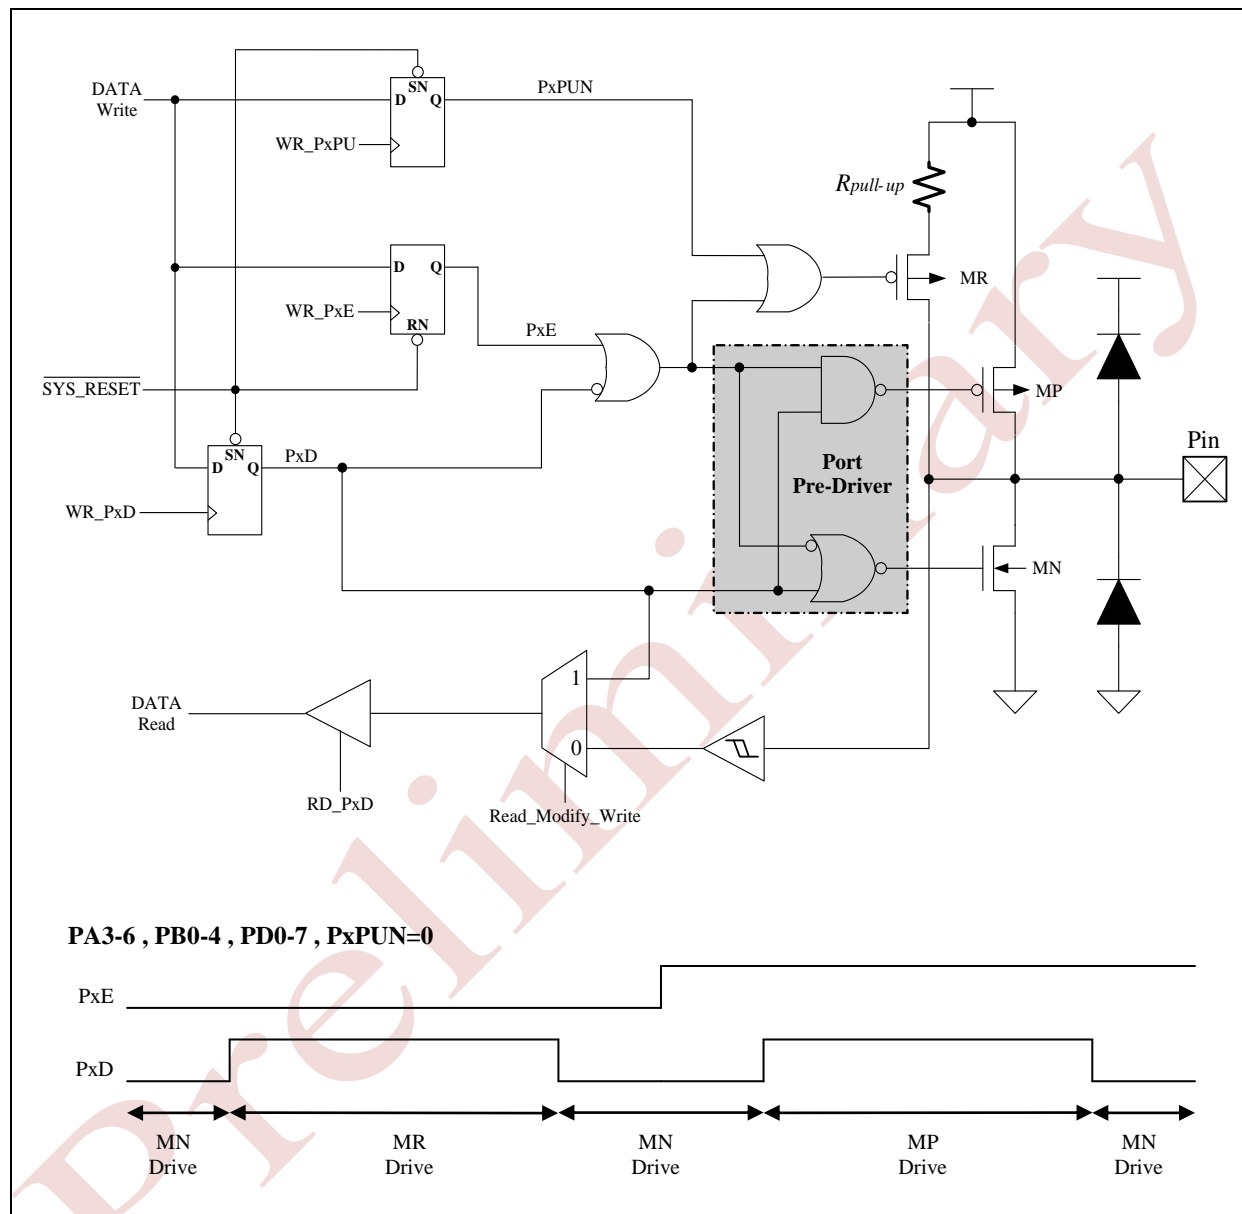 DATA
Write
D
SN
Q
PxPUN
WR_PxPU
Rpull-up
D
Q
WR_PxE
RN
PxE
MR
SYS_RESET
MP
D
SN
Q
PxD
Port
Pre-Driver
Pin
WR_PxD
MN
1
DATA
Read
0
RD_PxD
Read_Modify_Write
PA3-6 , PB0-4 , PD0-7 , PxPUN=0
PxE
PxD
MN
Drive
MR
Drive
MN
Drive
MP
Drive
MN
Drive
Preliminary